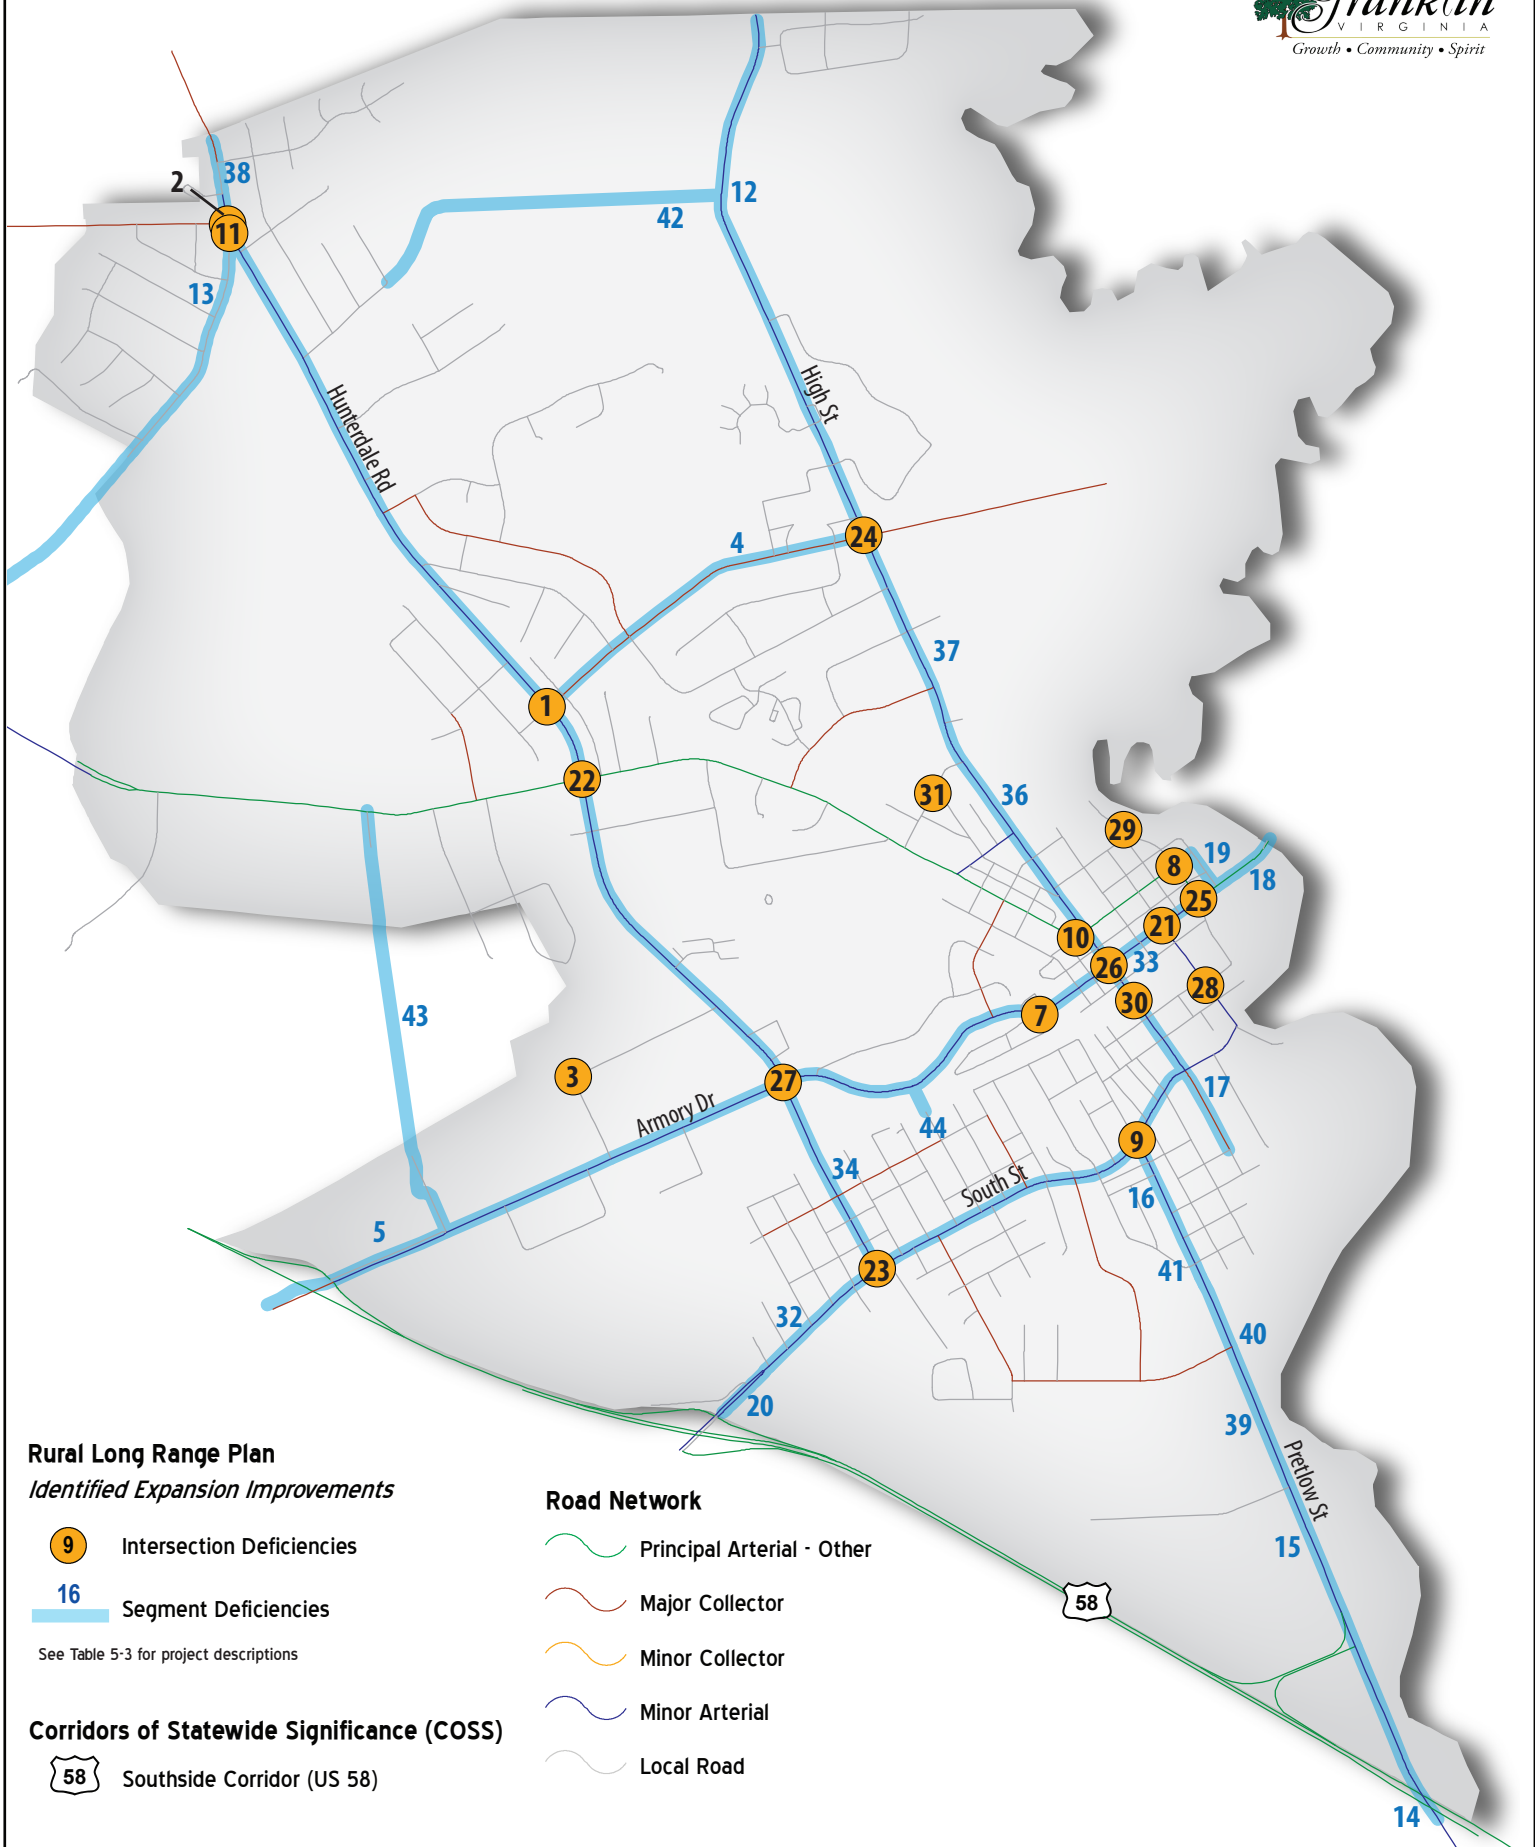 Franklin
VIRGINIA
Growth • Community • Spirit
38
2
12
11
42
13
High St
Hunterdale Rd
24
4
37
1
22
31
36
29
19
8
18
25
21
10
33
26
28
30
43
7
3
27
17
Armory Dr
44
9
34
South St
16
5
23
41
32
40
20
39
Pretlow St
15
58
14
Rural Long Range Plan
Identified Expansion Improvements
9 Intersection Deficiencies
16 Segment Deficiencies
See Table 5-3 for project descriptions
Corridors of Statewide Significance (COSS)
58 Southside Corridor (US 58)
Road Network
Principal Arterial - Other
Major Collector
Minor Collector
Minor Arterial
Local Road